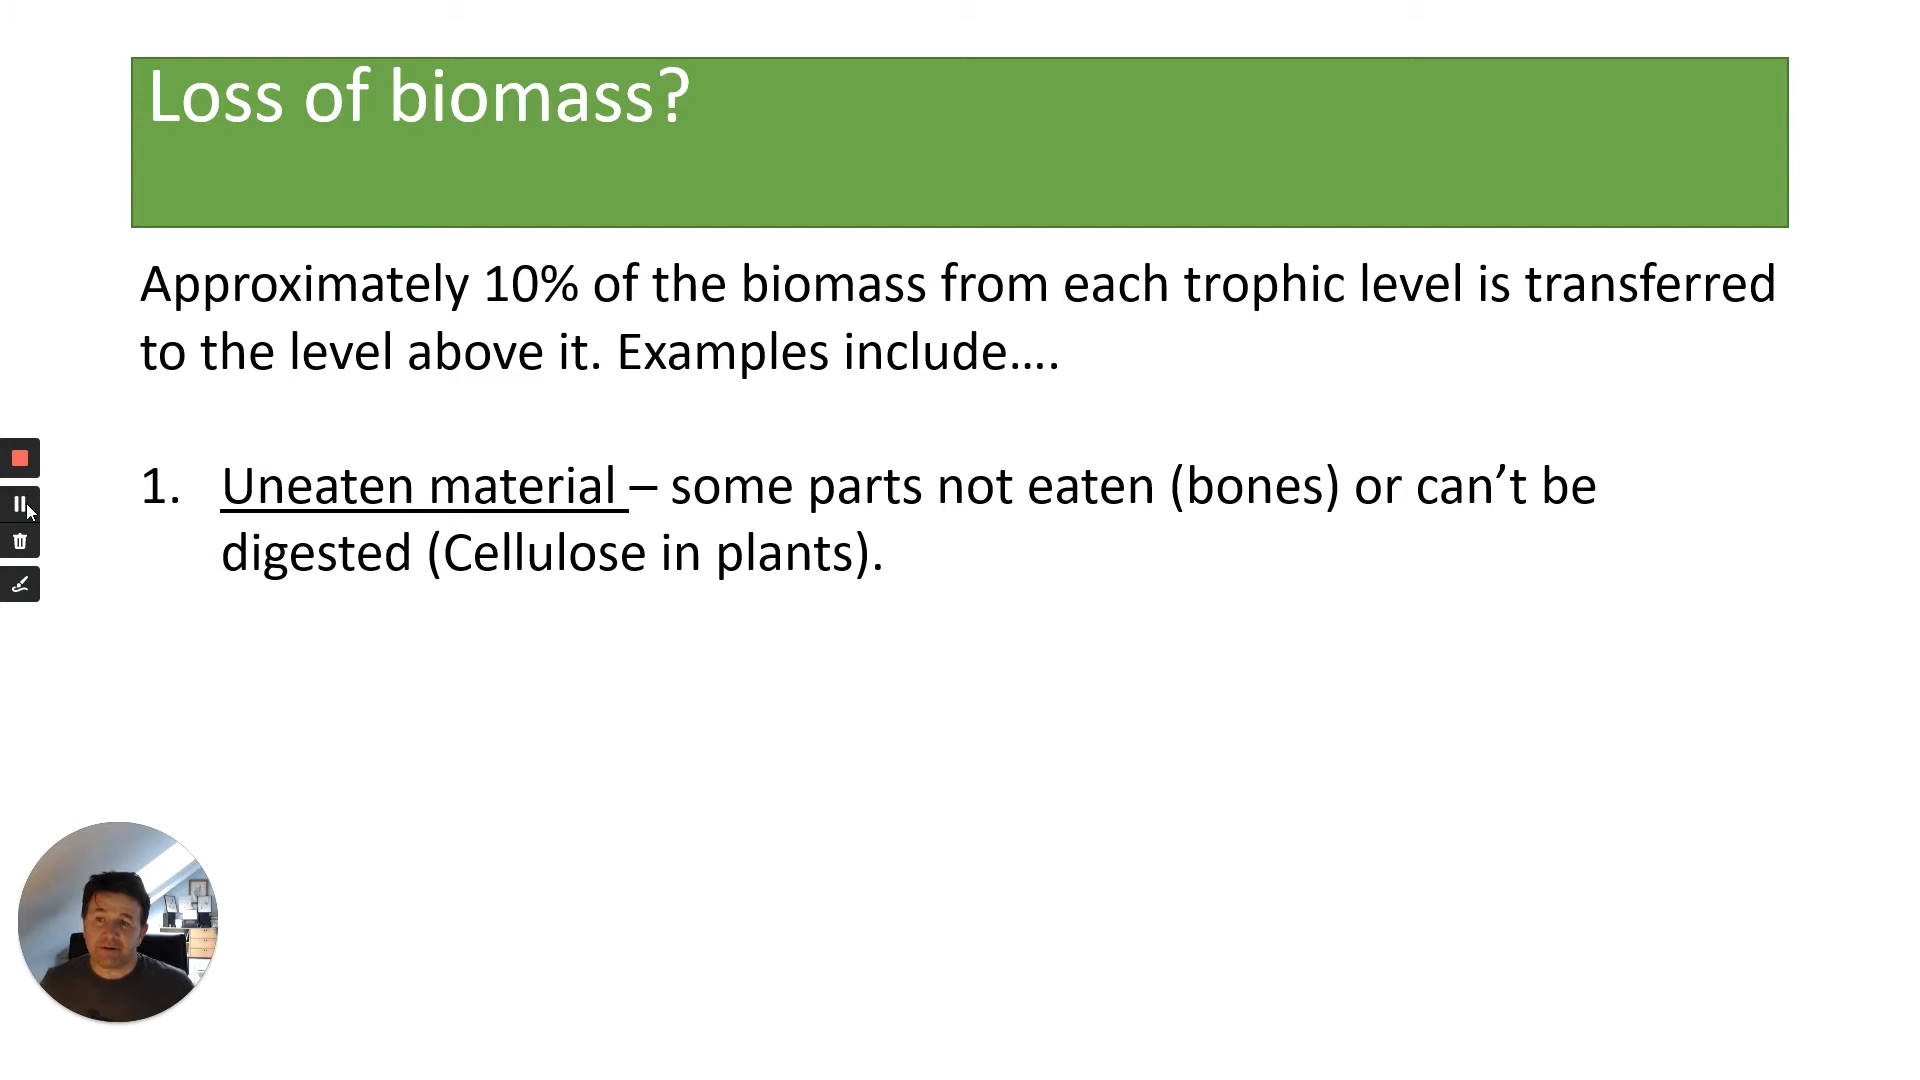 Loss of biomass?
Approximately 10% of the biomass from each trophic level is transferred
to the level above it. Examples include….
1. Uneaten material – some parts not eaten (bones) or can’t be
digested (Cellulose in plants).